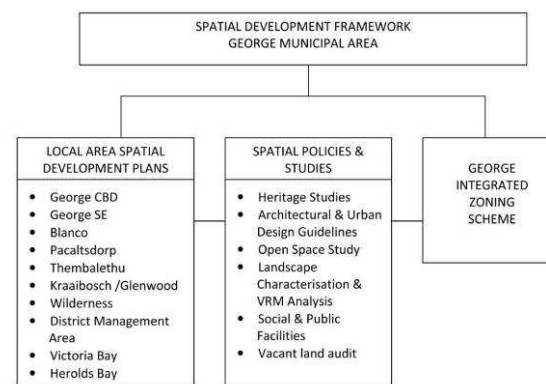 SPATIAL DEVELOPMENT FRAMEWORK
GEORGE MUNICIPAL AREA
LOCAL AREA SPATIAL
DEVELOPMENT PLANS
• George CBD
• George SE
• Blanco
• Pacaltsdorp
• Thembalethu
• Kraaibosch /Glenwood
• Wilderness
• District Management
Area
• Victoria Bay
• Herolds Bay
SPATIAL POLICIES &
STUDIES
• Heritage Studies
• Architectural & Urban
Design Guidelines
• Open Space Study
• Landscape
Characterisation &
VRM Analysis
• Social & Public
Facilities
• Vacant land audit
GEORGE
INTEGRATED
ZONING
SCHEME